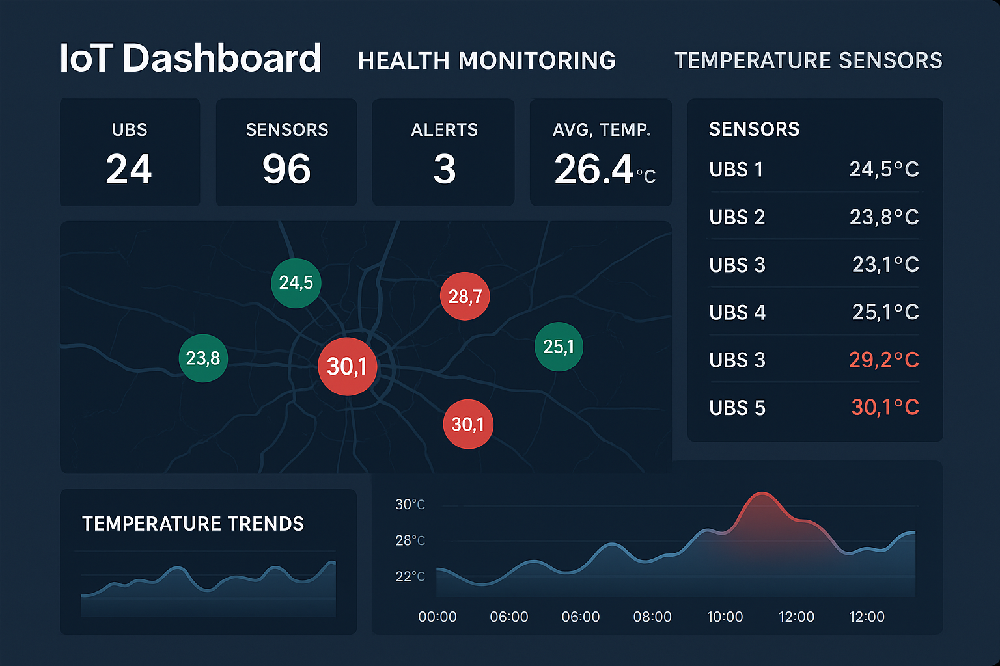 IoT Dashboard
HEALTH MONITORING
TEMPERATURE SENSORS
UBS
24
SENSORS
96
ALERTS
3
AVG, TEMP.
26.4°C
SENSORS
UBS 1 24,5°C
UBS 2 23,8°C
UBS 3 23,1°C
UBS 4 25,1°C
UBS 3 29,2°C
UBS 5 30,1°C
24,5
28,7
23,8
30,1
25,1
30,1
TEMPERATURE TRENDS
30°C
28°C
22°C
00:00 06:00 06:00 08:00 10:00 12:00 12:00